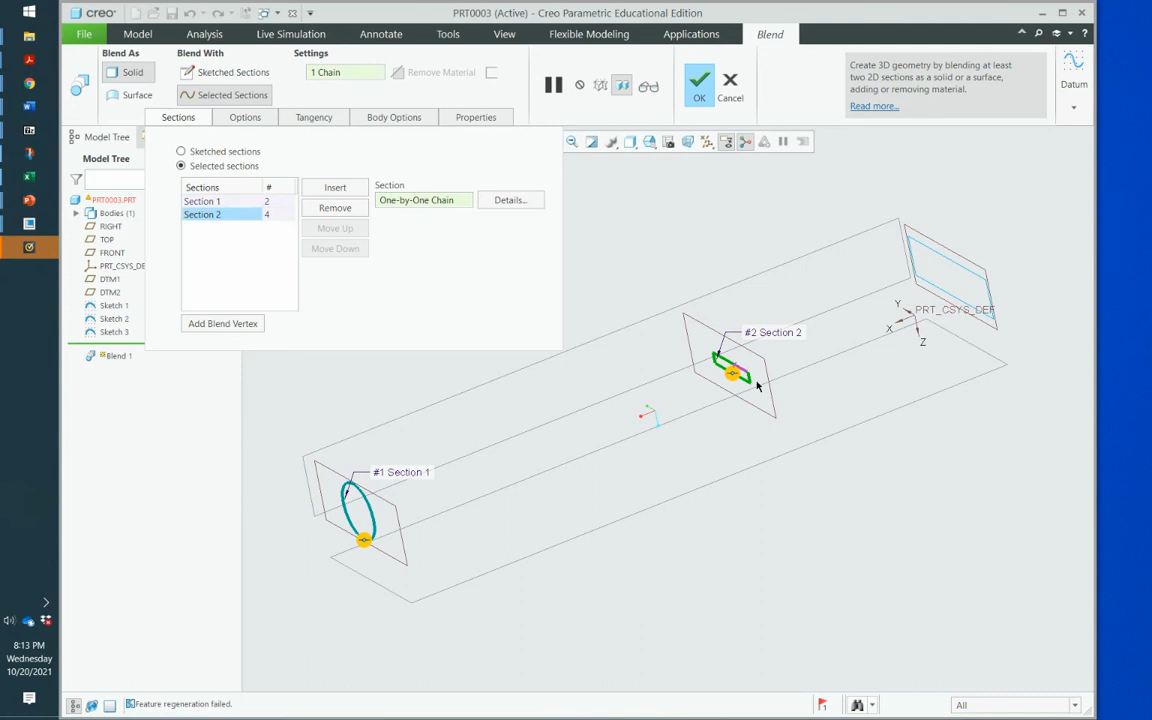 creo
PRT0003 (Active) - Creo Parametric Educational Edition
File Model Analysis Live Simulation Annotate Tools View Flexible Modeling Applications Blend
Blend As Blend With Settings
Solid Sketched Sections 1 Chain Remove Material
Surface Selected Sections
OK Cancel
Create 3D geometry by blending at least
two 2D sections as a solid or a surface,
adding or removing material.
Read more...
Datum
Sections Options Tangency Body Options Properties
Model Tree
Model Tree
PRT0003.PRT
Bodies (1)
RIGHT
TOP
FRONT
PRT_CSYS_DE
DTM1
DTM2
Sketch 1
Sketch 2
Sketch 3
Blend 1
Sketched sections
Selected sections
Sections #
Section 1 2
Section 2 4
Insert
Remove
Move Up
Move Down
Section
One-by-One Chain Details...
Add Blend Vertex
#2 Section 2
#1 Section 1
PRT_CSYS_DEF
X
Y
Z
8:13 PM
Wednesday
10/20/2021
Feature regeneration failed.
1
All